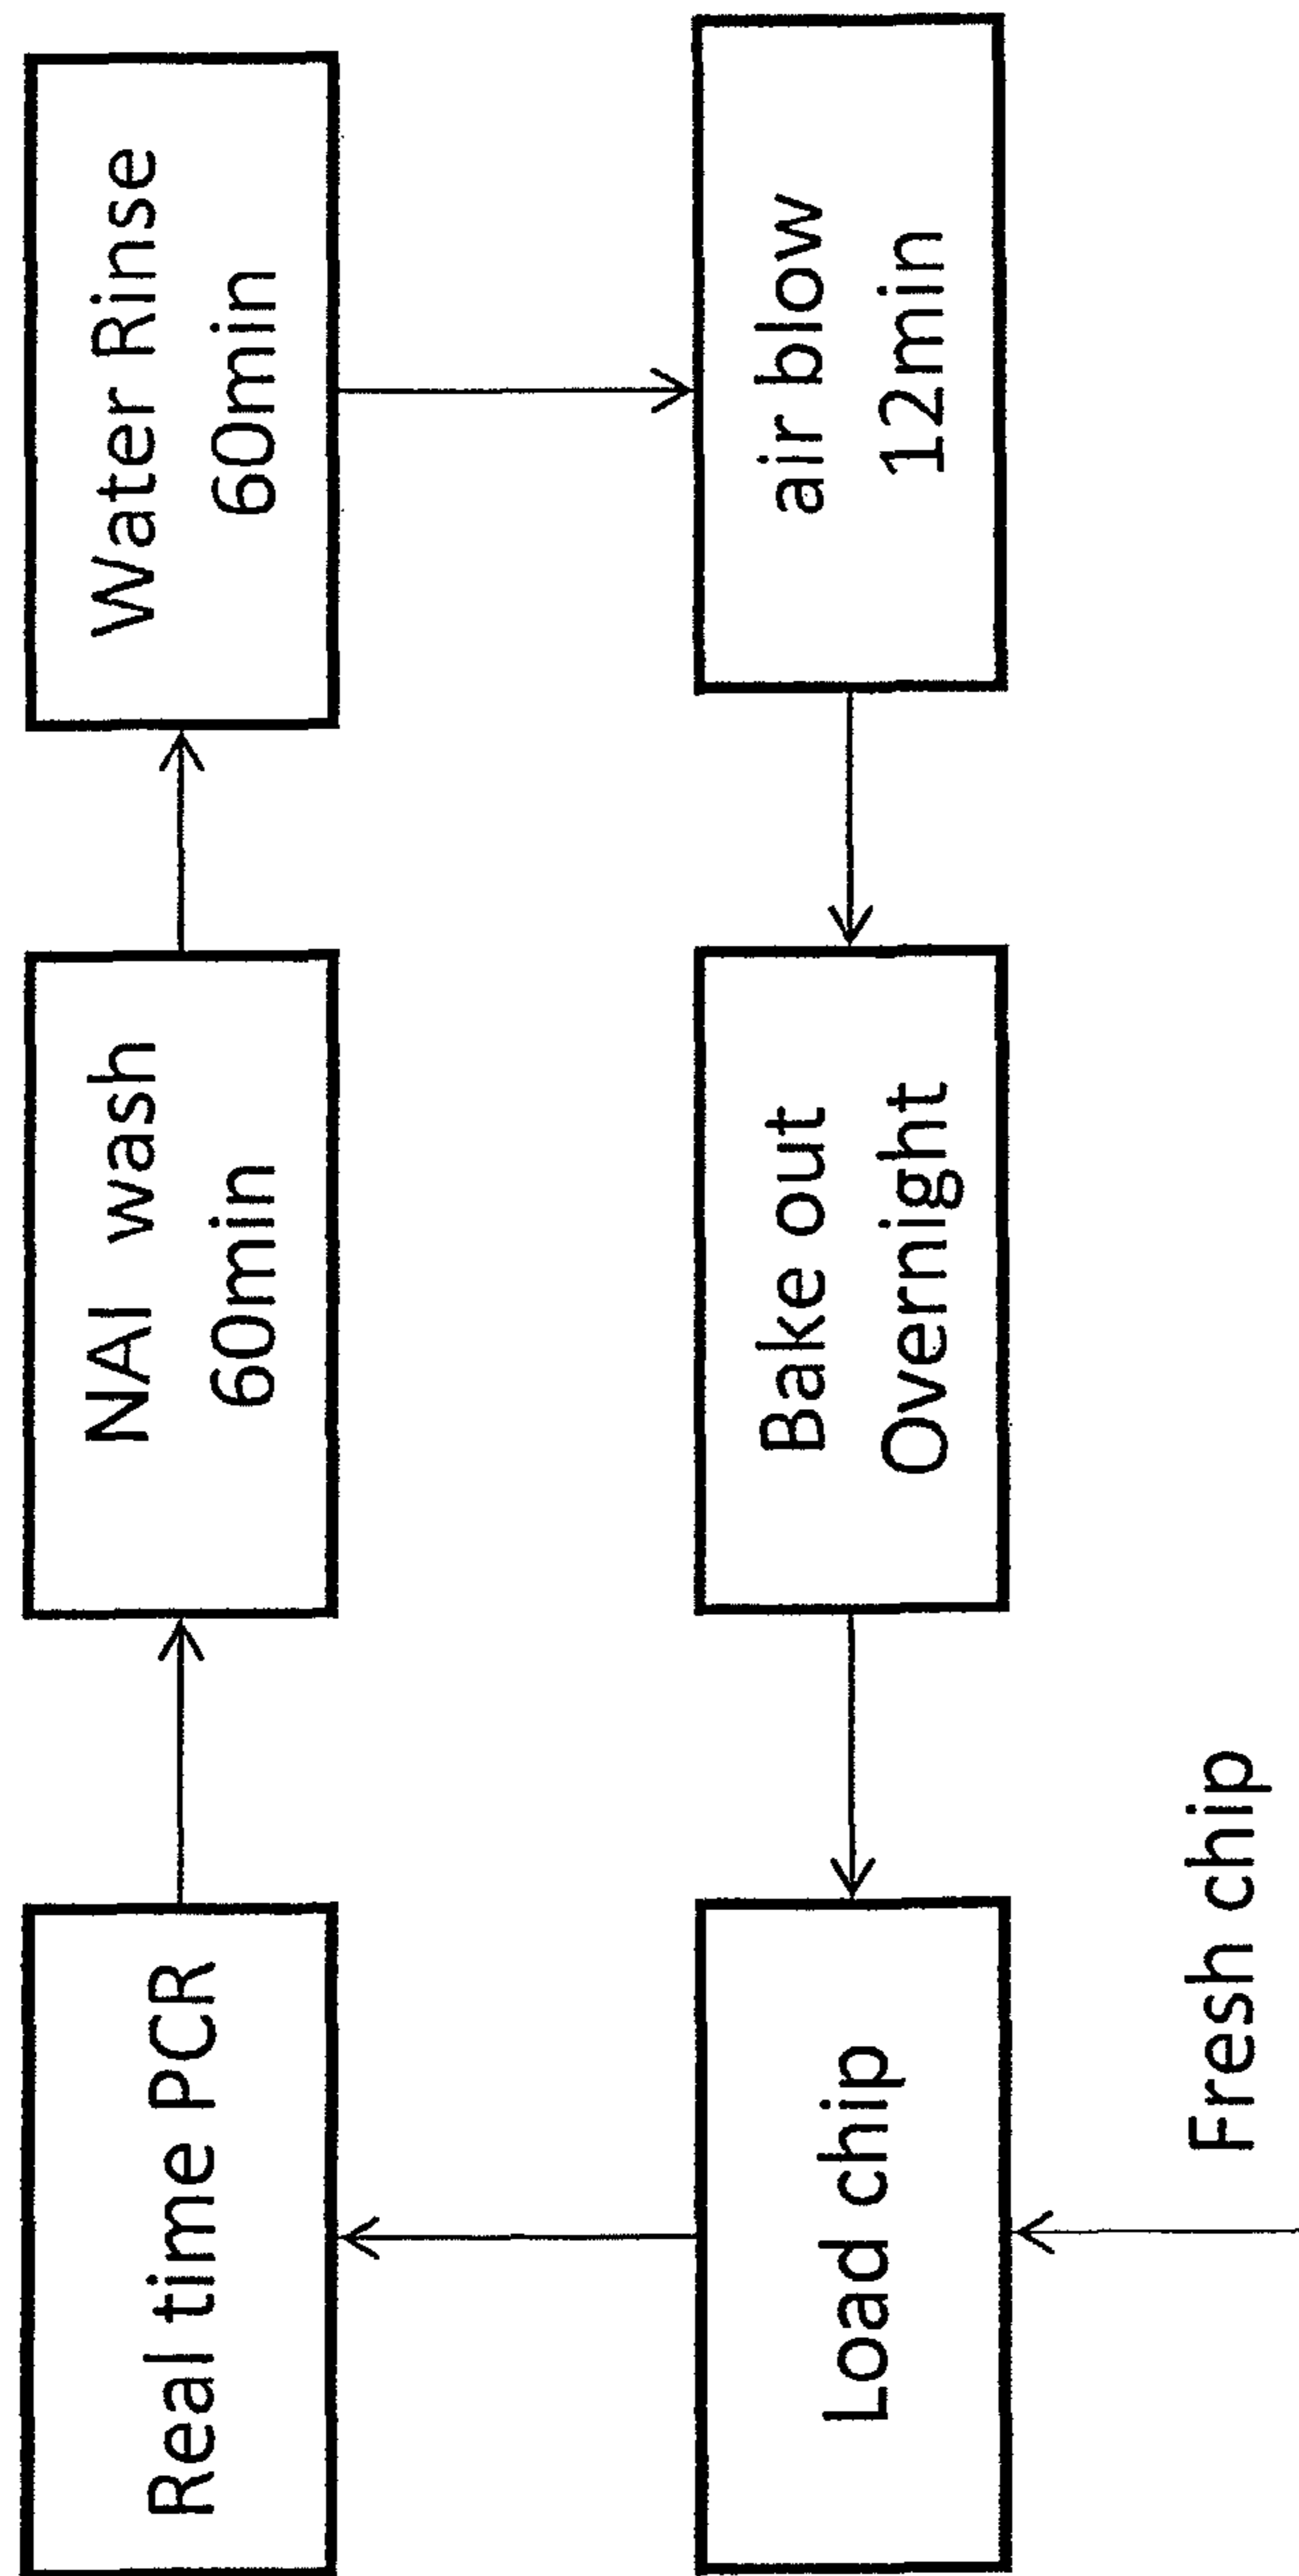 Real time PCR
NAI wash
60min
Water Rinse
60min
Load chip
Bake out
Overnight
air blow
12min
Fresh chip